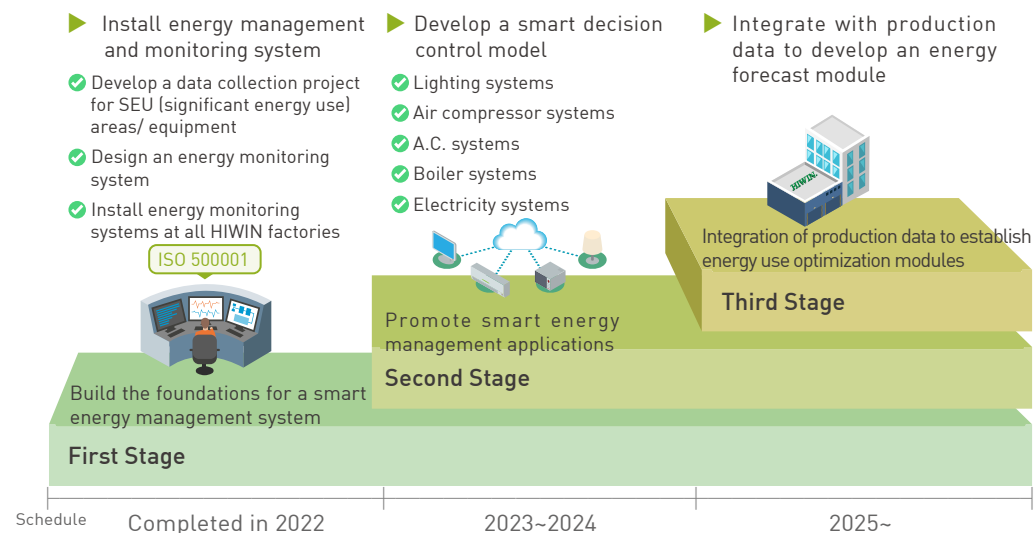 Install energy management
and monitoring system
Develop a data collection project
for SEU (significant energy use)
areas/ equipment
Design an energy monitoring
system
Install energy monitoring
systems at all HIWIN factories
ISO 500001
Build the foundations for a smart
energy management system
First Stage
Develop a smart decision
control model
Lighting systems
Air compressor systems
A.C. systems
Boiler systems
Electricity systems
Promote smart energy
management applications
Second Stage
Integrate with production
data to develop an energy
forecast module
HIWIN.
Integration of production data to establish
energy use optimization modules
Third Stage
Schedule
Completed in 2022
2023~2024
2025~